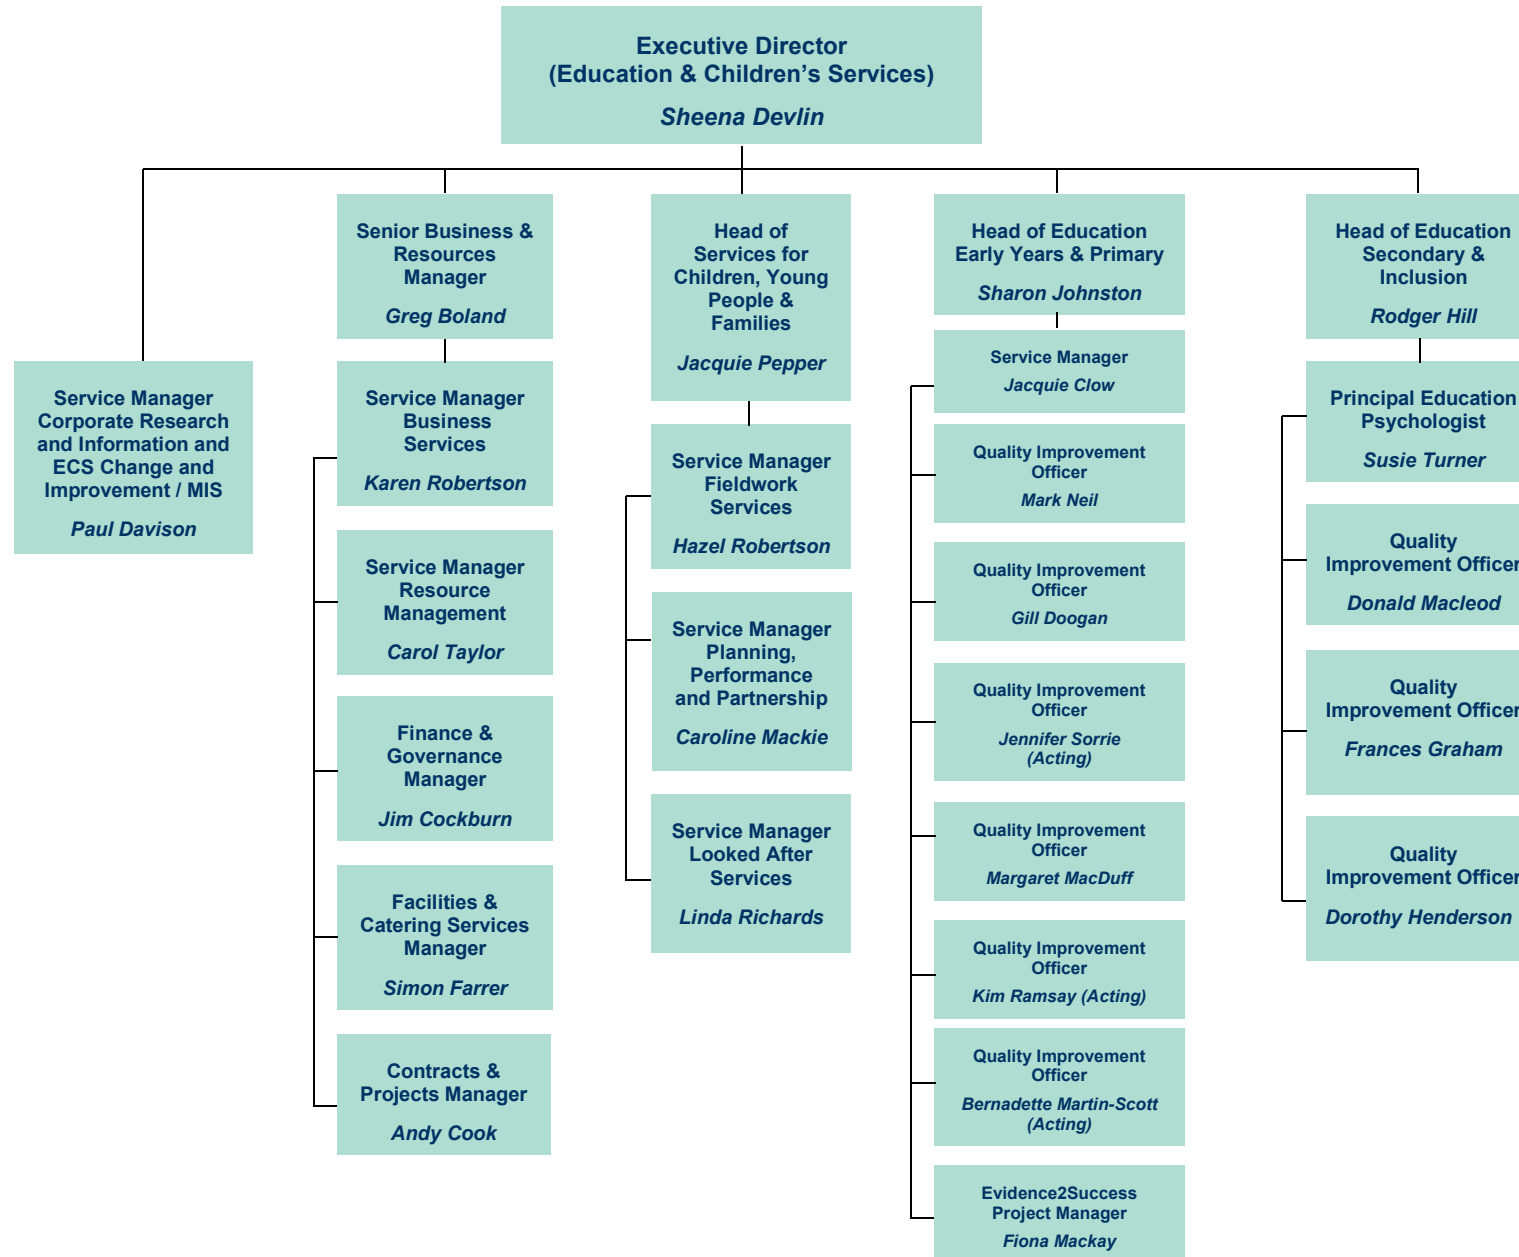 Executive Director
(Education & Children’s Services)
Sheena Devlin
Service Manager
Corporate Research
and Information and
ECS Change and
Improvement / MIS
Paul Davison
Senior Business &
Resources
Manager
Greg Boland
Service Manager
Business
Services
Karen Robertson
Service Manager
Resource
Management
Carol Taylor
Finance &
Governance
Manager
Jim Cockburn
Facilities &
Catering Services
Manager
Simon Farrer
Contracts &
Projects Manager
Andy Cook
Head of
Services for
Children, Young
People &
Families
Jacquie Pepper
Service Manager
Fieldwork
Services
Hazel Robertson
Service Manager
Planning,
Performance
and Partnership
Caroline Mackie
Service Manager
Looked After
Services
Linda Richards
Head of Education
Early Years & Primary
Sharon Johnston
Service Manager
Jacquie Clow
Quality Improvement
Officer
Mark Neil
Quality Improvement
Officer
Gill Doogan
Quality Improvement
Officer
Jennifer Sorrie
(Acting)
Quality Improvement
Officer
Margaret MacDuff
Quality Improvement
Officer
Kim Ramsay (Acting)
Quality Improvement
Officer
Bernadette Martin-Scott
(Acting)
Evidence2Success
Project Manager
Fiona Mackay
Head of Education
Secondary &
Inclusion
Rodger Hill
Principal Education
Psychologist
Susie Turner
Quality
Improvement Officer
Donald Macleod
Quality
Improvement Officer
Frances Graham
Quality
Improvement Officer
Dorothy Henderson